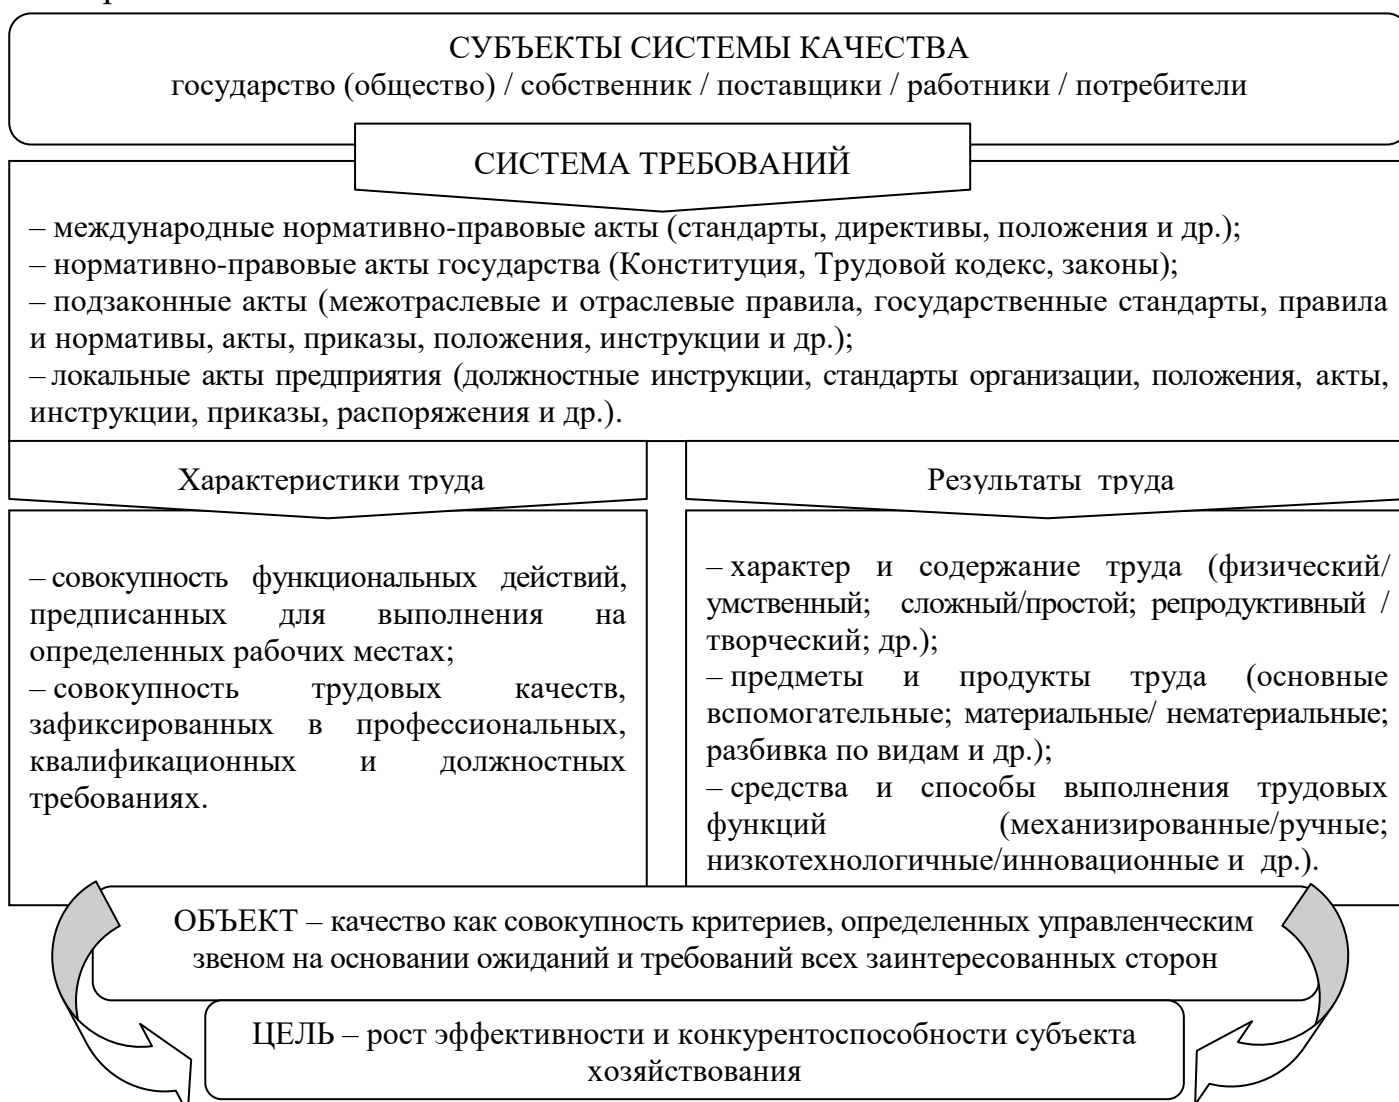 СУБЪЕКТЫ СИСТЕМЫ КАЧЕСТВА
государство (общество) / собственник / поставщики / работники / потребители
СИСТЕМА ТРЕБОВАНИЙ
– международные нормативно-правовые акты (стандарты, директивы, положения и др.);
– нормативно-правовые акты государства (Конституция, Трудовой кодекс, законы);
– подзаконные акты (межотраслевые и отраслевые правила, государственные стандарты, правила
и нормативы, акты, приказы, положения, инструкции и др.);
– локальные акты предприятия (должностные инструкции, стандарты организации, положения, акты,
инструкции, приказы, распоряжения и др.).
Характеристики труда
– совокупность функциональных действий,
предписанных для выполнения на
определенных рабочих местах;
– совокупность трудовых качеств,
зафиксированных в профессиональных,
квалификационных и должностных
требованиях.
Результаты труда
– характер и содержание труда (физический/
умственный; сложный/простой; репродуктивный /
творческий; др.);
– предметы и продукты труда (основные
вспомогательные; материальные/ нематериальные;
разбивка по видам и др.);
– средства и способы выполнения трудовых
функций (механизированные/ручные;
низкотехнологичные/инновационные и др.).
ОБЪЕКТ – качество как совокупность критериев, определенных управленческим
звеном на основании ожиданий и требований всех заинтересованных сторон
ЦЕЛЬ – рост эффективности и конкурентоспособности субъекта
хозяйствования